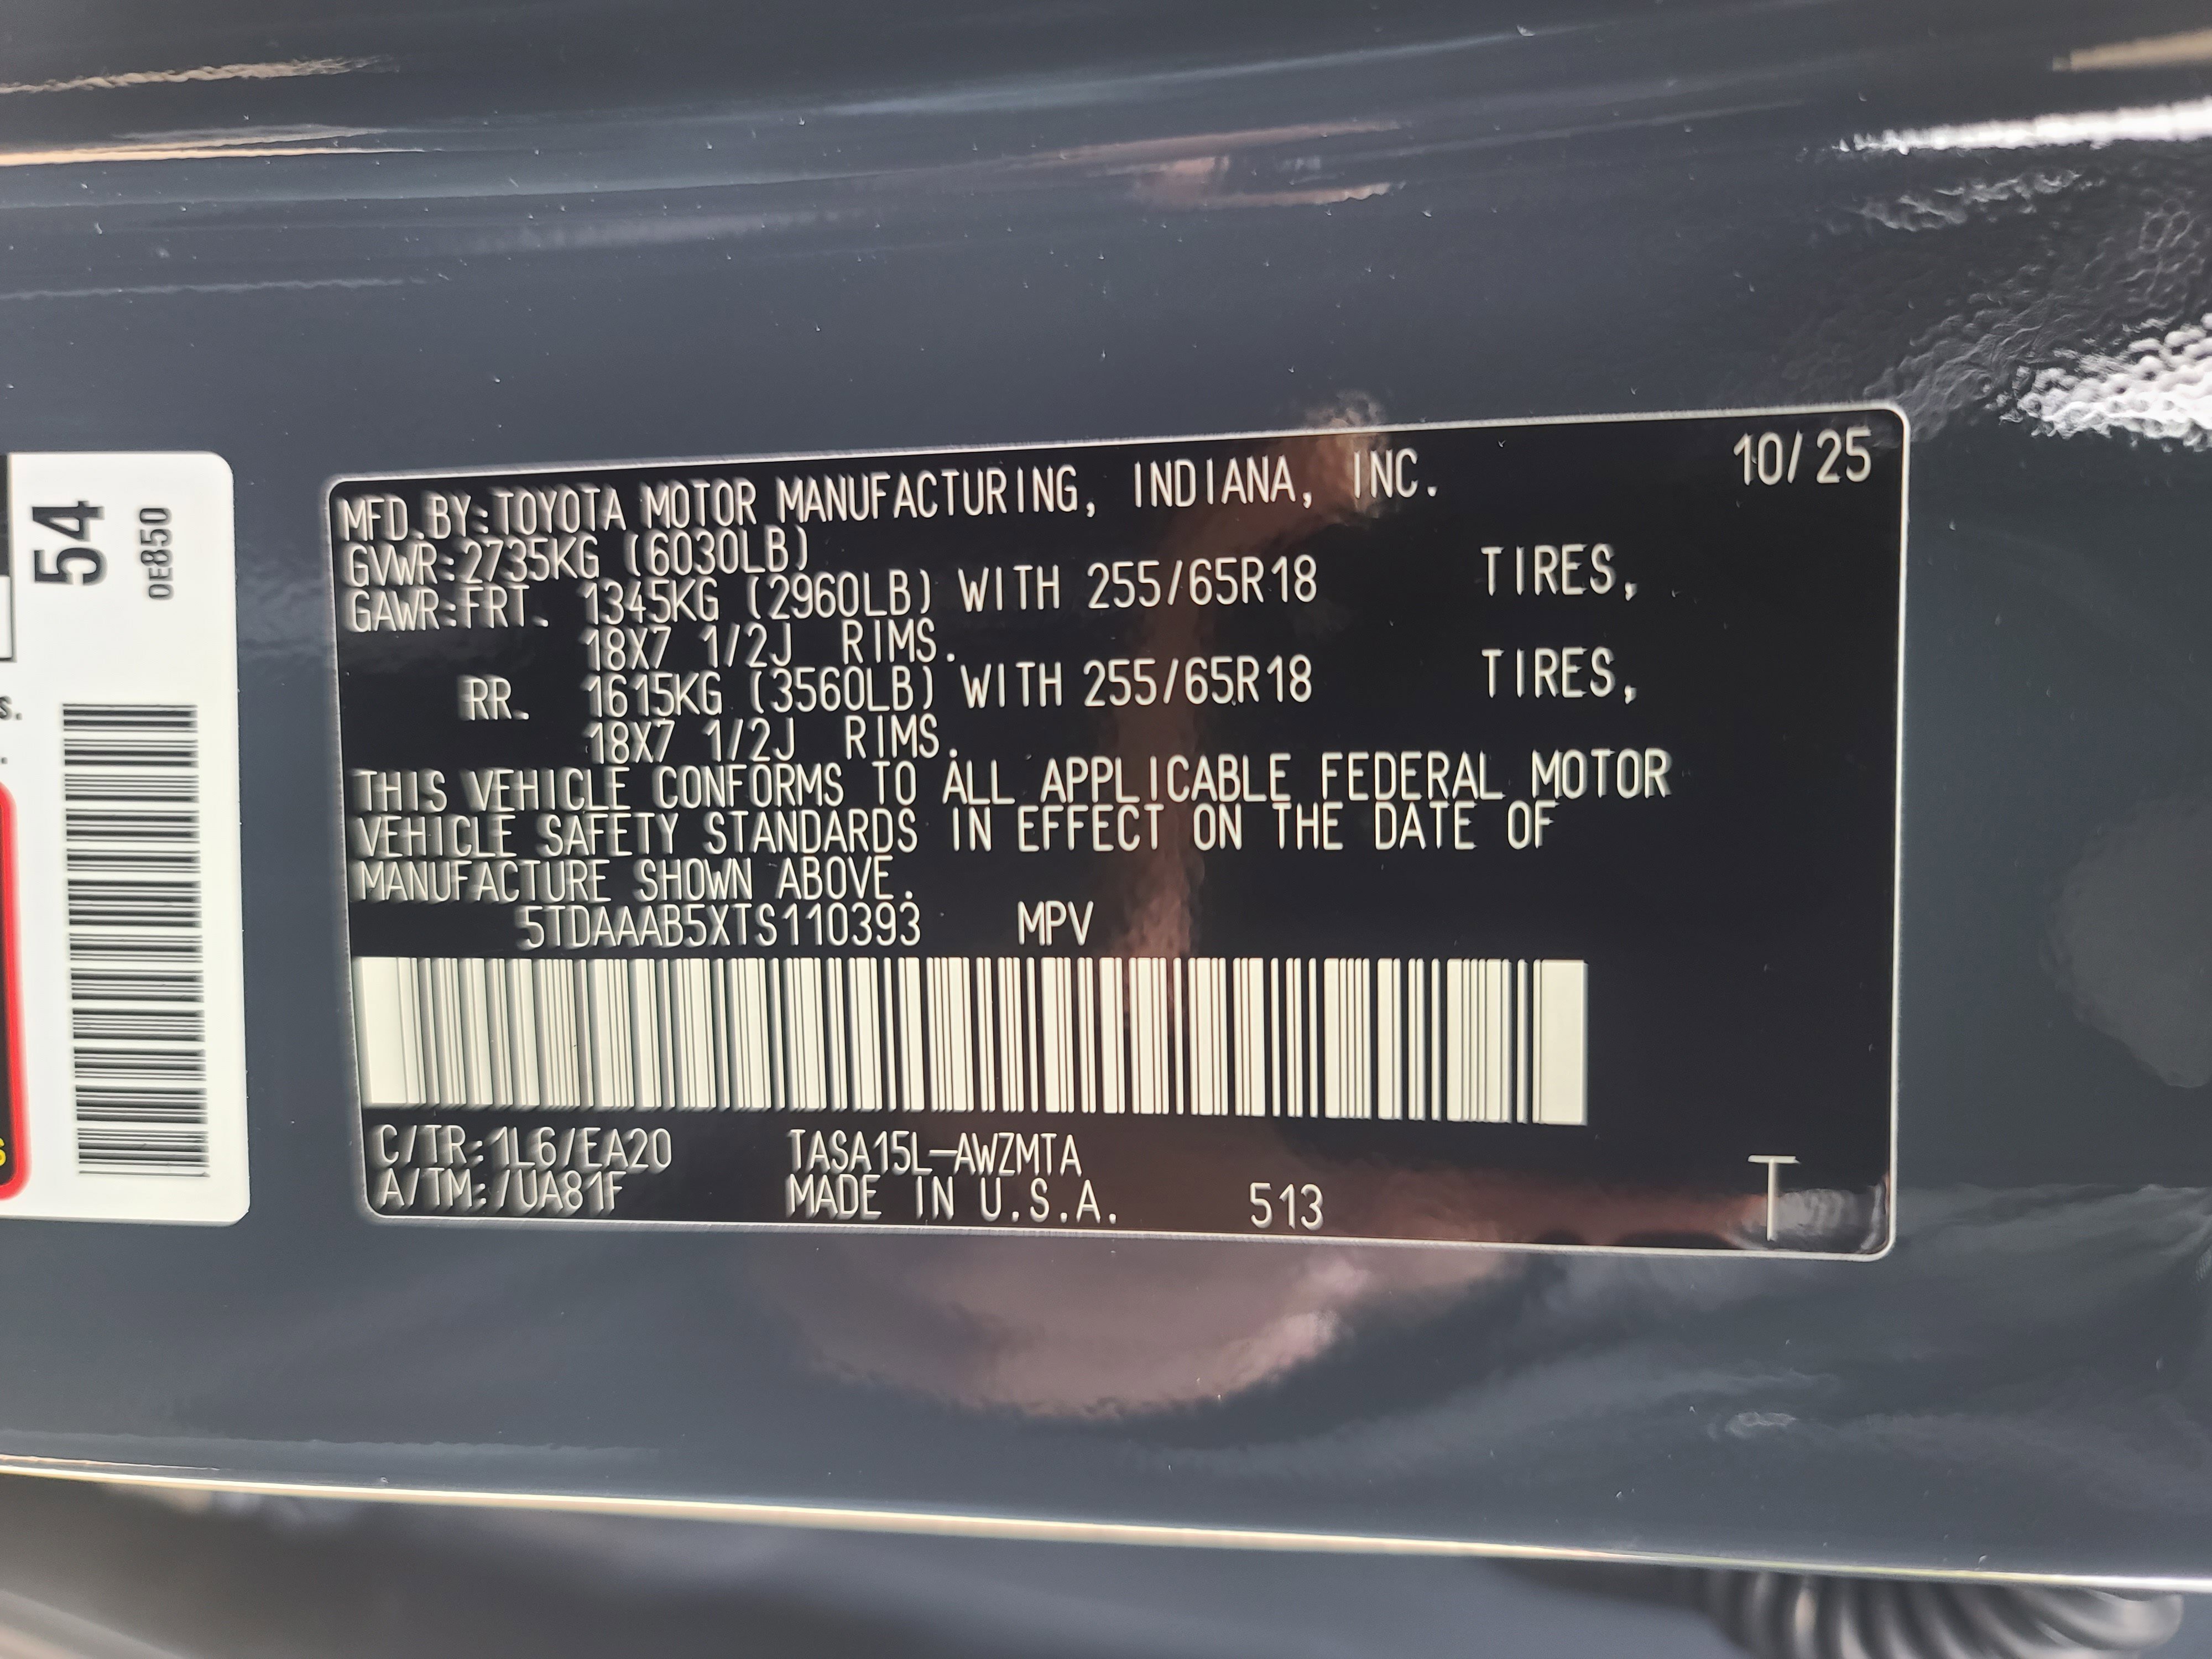 54
0E850
s.
MFD.BY:TOYOTA MOTOR MANUFACTURING, INDIANA, INC. 10/25
GVWR:2735KG (6030LB)
GAWR:FRT. 1345KG (2960LB) WITH 255/65R18 TIRES,
18X7 1/2J RIMS.
RR. 1615KG (3560LB) WITH 255/65R18 TIRES,
18X7 1/2J RIMS.
THIS VEHICLE CONFORMS TO ALL APPLICABLE FEDERAL MOTOR
VEHICLE SAFETY STANDARDS IN EFFECT ON THE DATE OF
MANUFACTURE SHOWN ABOVE.
5TDAAAB5XTS110393 MPV
C/TR:1L6/EA20 TASA15L-AWZMTA
A/TM:/UA81F MADE IN U.S.A. 513 T